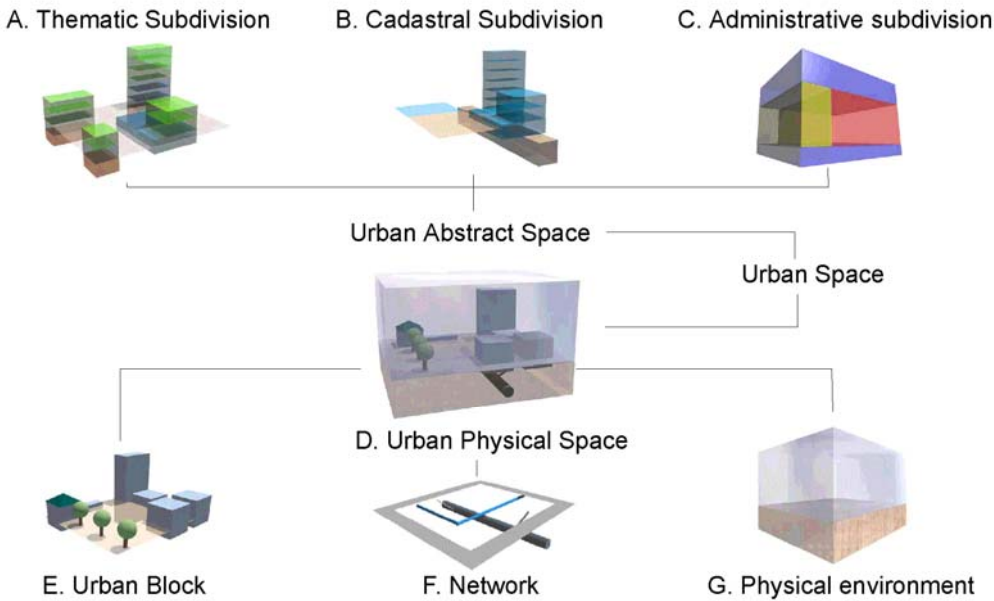 A. Thematic Subdivision
B. Cadastral Subdivision
C. Administrative subdivision
Urban Abstract Space
Urban Space
D. Urban Physical Space
E. Urban Block
F. Network
G. Physical environment